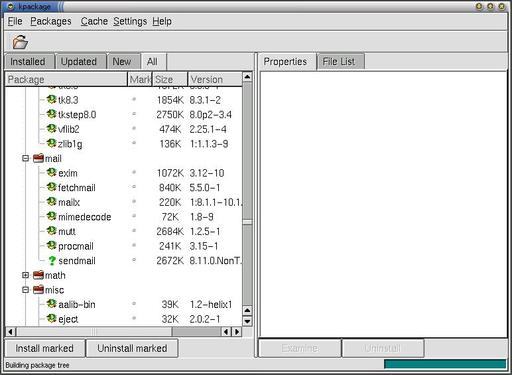 kpackage
File Packages Cache Settings Help
Installed Updated New All Properties File List
Package Mark Size Version
tk8.3 1854K 8.3.1-2
tkstep8.0 2750K 8.0p2-3.4
vflib2 474K 2.25.1-4
zlib1g 136K 1:1.1.3-9
mail
exim 1072K 3.12-10
fetchmail 840K 5.5.0-1
mailx 220K 1:8.1.1-10.1.
mimedecode 72K 1.8-9
mutt 2684K 1.2.5-1
procmail 241K 3.15-1
sendmail 2672K 8.11.0.NonT.
math
misc
aalib-bin 39K 1.2-helix1
eject 32K 2.0.2-1
Install marked Uninstall marked Examine Uninstall
Building package tree